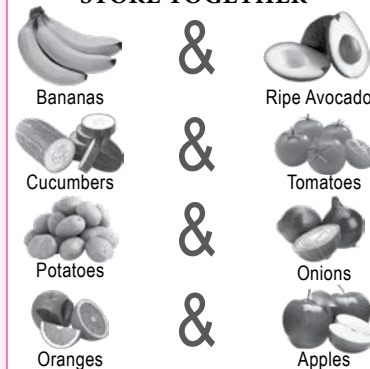 STORE TOGETHER
&
Bananas Ripe Avocado
&
Cucumbers Tomatoes
&
Potatoes Onions
&
Oranges Apples